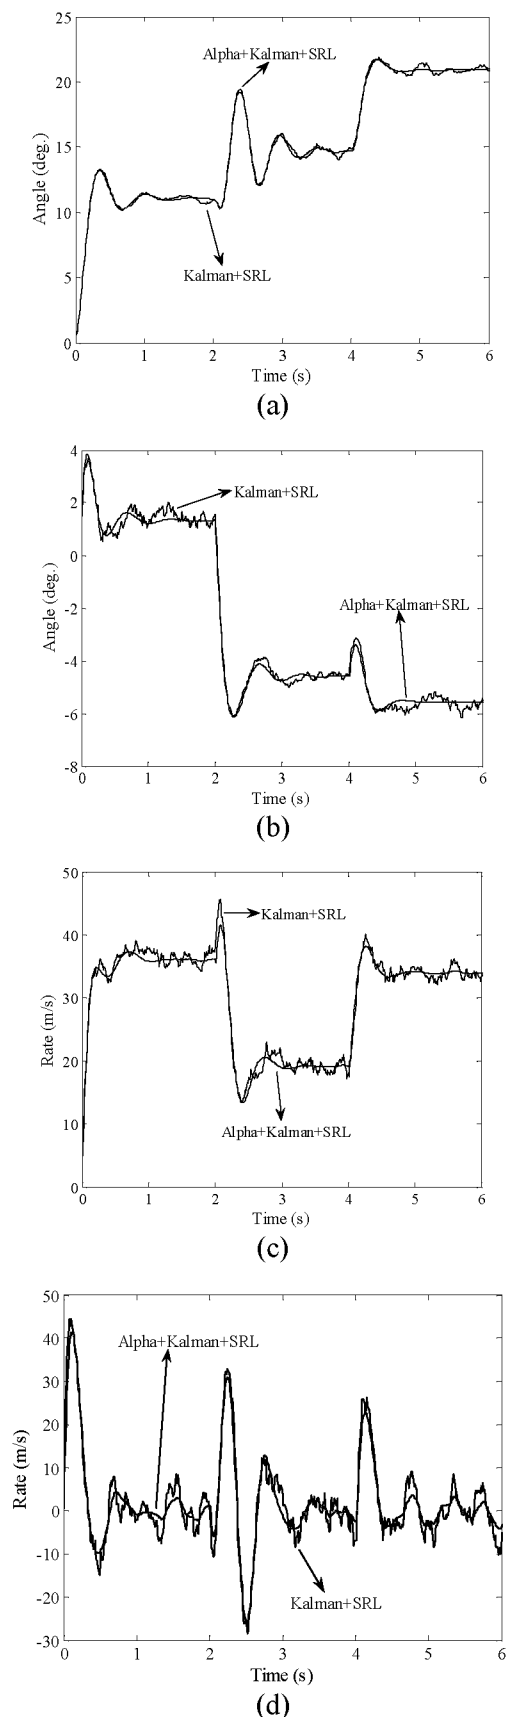 25
20
15
10
5
0
Angle (deg.)
Alpha+Kalman+SRL
Kalman+SRL
0 1 2 3 4 5 6
Time (s)
(a)
4
2
0
-2
-4
-6
-8
Angle (deg.)
Kalman+SRL
Alpha+Kalman+SRL
0 1 2 3 4 5 6
Time (s)
(b)
50
40
30
20
10
0
Rate (m/s)
Kalman+SRL
Alpha+Kalman+SRL
0 1 2 3 4 5 6
Time (s)
(c)
50
40
30
20
10
0
-10
-20
-30
Rate (m/s)
Alpha+Kalman+SRL
Kalman+SRL
0 1 2 3 4 5 6
Time (s)
(d)